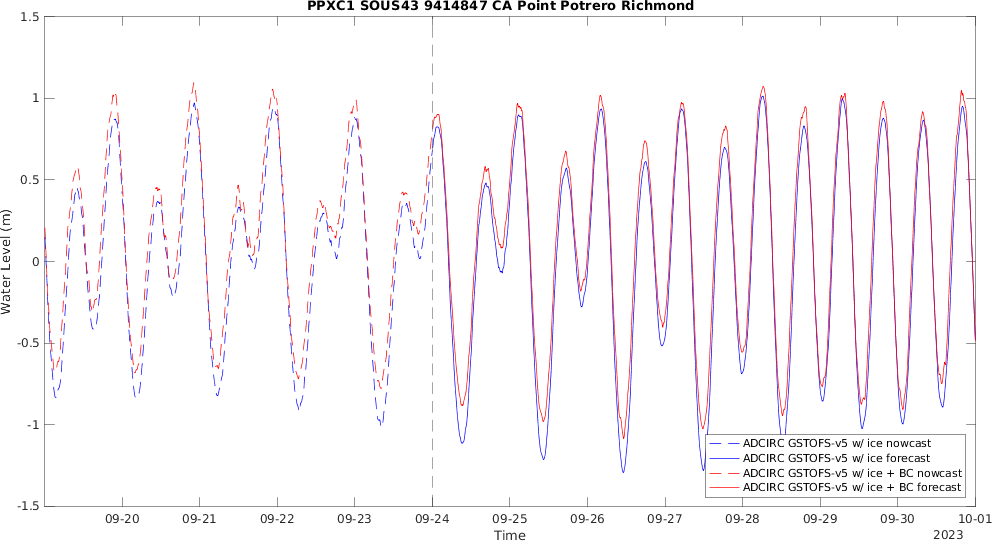 PPXC1 SOUS43 9414847 CA Point Potrero Richmond
1.5
1
0.5
0
-0.5
-1
-1.5
Water Level (m)
09-20 09-21 09-22 09-23 09-24 09-25 09-26 09-27 09-28 09-29 09-30 10-01
Time
2023
ADCIRC GSTOFS-v5 w/ ice nowcast
ADCIRC GSTOFS-v5 w/ ice forecast
ADCIRC GSTOFS-v5 w/ ice + BC nowcast
ADCIRC GSTOFS-v5 w/ ice + BC forecast